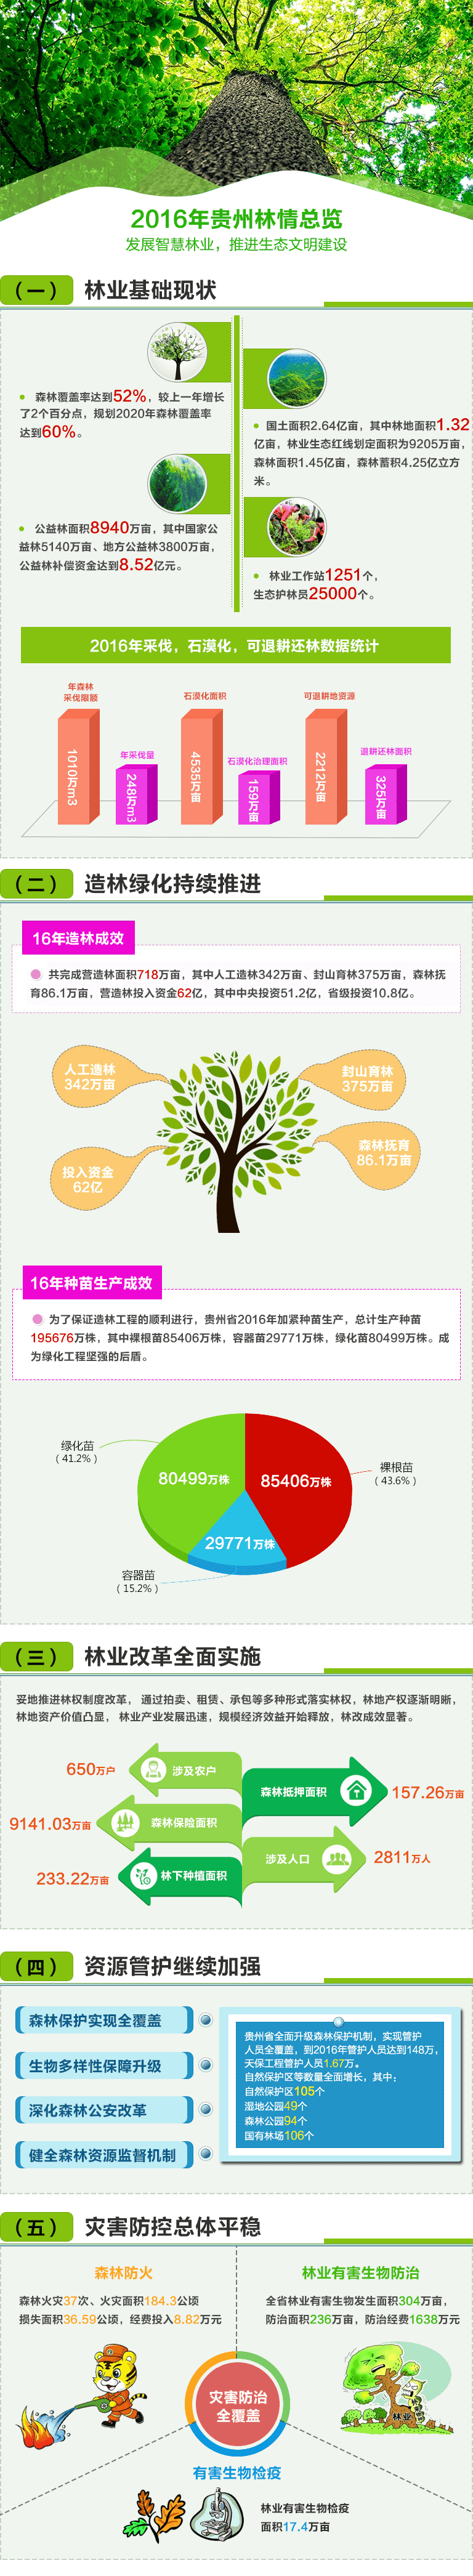 2016年贵州林情总览
发展智慧林业，推进生态文明建设
（一）
林业基础现状
森林覆盖率达到52%，较上一年增长
了2个百分点，规划2020年森林覆盖率
达到60%。
国土面积2.64亿亩，其中林地面积1.32
亿亩，林业生态红线划定面积为9205万亩，
森林面积1.45亿亩，森林蓄积4.25亿立方
米。
公益林面积8940万亩，其中国家公
益林5140万亩、地方公益林3800万亩，
公益林补偿资金达到8.52亿元。
林业工作站1251个，
生态护林员25000个。
2016年采伐，石漠化，可退耕还林数据统计
年森林
采伐限额
1010万m3
年采伐量
248万m3
石漠化面积
4535万亩
石漠化治理面积
159万亩
可退耕地资源
2212万亩
退耕还林面积
325万亩
（二）
造林绿化持续推进
16年造林成效
共完成营造林面积718万亩，其中人工造林342万亩、封山育林375万亩，森林抚
育86.1万亩，营造林投入资金62亿，其中中央投资51.2亿，省级投资10.8亿。
人工造林
342万亩
封山育林
375万亩
投入资金
62亿
森林抚育
86.1万亩
16年种苗生产成效
为了保证造林工程的顺利进行，贵州省2016年加紧种苗生产，总计生产种苗
195676万株，其中裸根苗85406万株，容器苗29771万株，绿化苗80499万株。成
为绿化工程坚强的后盾。
绿化苗
（41.2%）
80499万株
85406万株
裸根苗
（43.6%）
29771万株
容器苗
（15.2%）
（三）
林业改革全面实施
妥地推进林权制度改革， 通过拍卖、租赁、承包等多种形式落实林权，林地产权逐渐明晰，
林地资产价值凸显， 林业产业发展迅速，规模经济效益开始释放，林改成效显著。
650万户
涉及农户
森林抵押面积
157.26万亩
9141.03万亩
森林保险面积
涉及人口
2811万人
233.22万亩
林下种植面积
（四）
资源管护继续加强
森林保护实现全覆盖
生物多样性保障升级
深化森林公安改革
健全森林资源监督机制
贵州省全面升级森林保护机制，实现管护
人员全覆盖，到2016年管护人员达到148万，
天保工程管护人员1.67万。
自然保护区等数量全面增长，其中：
自然保护区105个
湿地公园49个
森林公园94个
国有林场106个
（五）
灾害防控总体平稳
森林防火
森林火灾37次、火灾面积184.3公顷
损失面积36.59公顷，经费投入8.82万元
林业有害生物防治
全省林业有害生物发生面积304万亩，
防治面积236万亩，防治经费1638万元
林业
灾害防治
全覆盖
有害生物检疫
林业有害生物检疫
面积17.4万亩